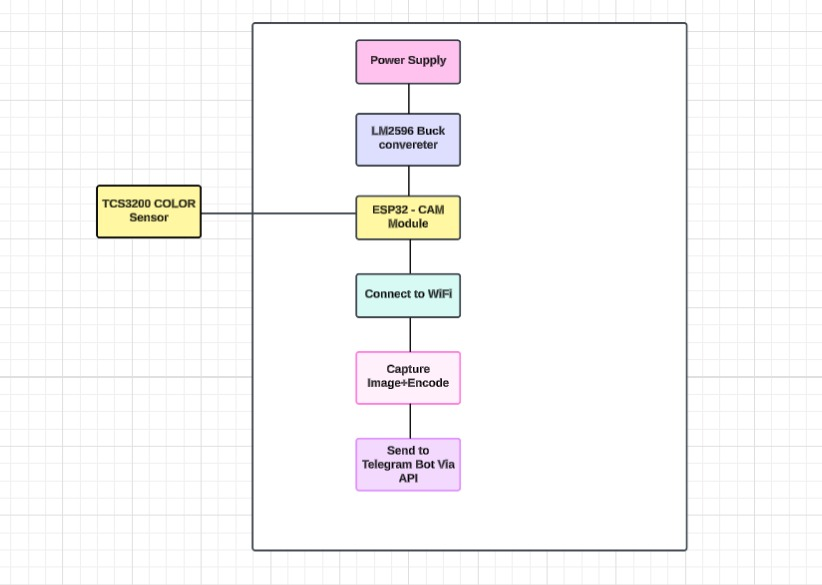 Power Supply
LM2596 Buck
convereter
TCS3200 COLOR
Sensor
ESP32 - CAM
Module
Connect to WiFi
Capture
Image+Encode
Send to
Telegram Bot Via
API